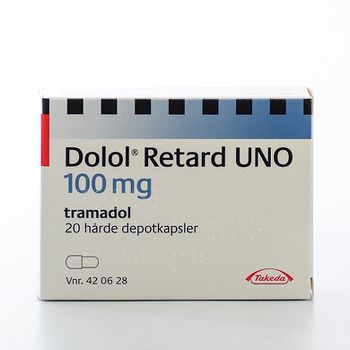 Dolol® Retard UNO
100 mg
tramadol
20 hårde depotkapsler
Vnr. 42 06 28
Takeda